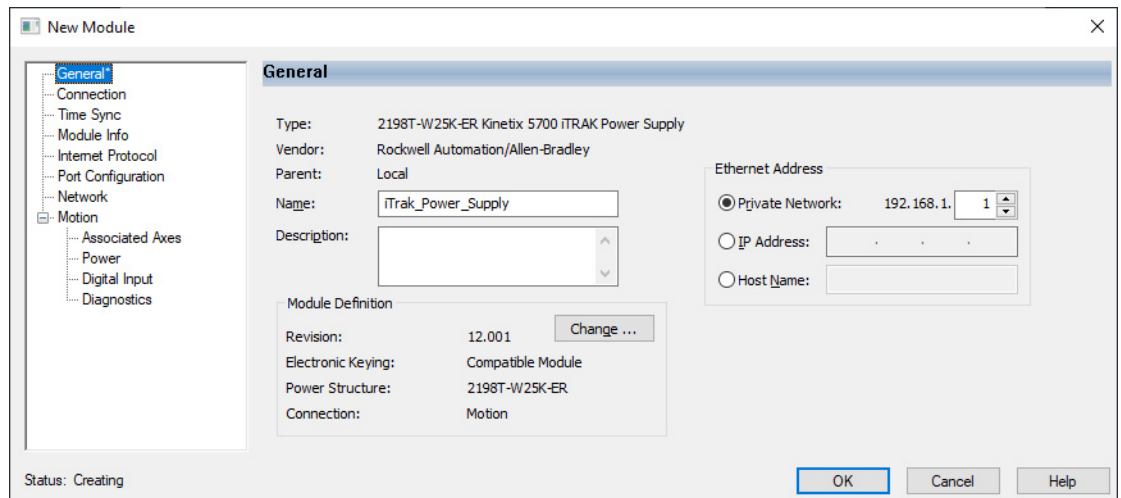 New Module
General*
Connection
Time Sync
Module Info
Internet Protocol
Port Configuration
Network
Motion
Associated Axes
Power
Digital Input
Diagnostics
General
Type: 2198T-W25K-ER Kinetix 5700 iTRAK Power Supply
Vendor: Rockwell Automation/Allen-Bradley
Parent: Local
Name: iTrak_Power_Supply
Description:
Module Definition
Revision: 12.001 Change ...
Electronic Keying: Compatible Module
Power Structure: 2198T-W25K-ER
Connection: Motion
Ethernet Address
Private Network: 192.168.1. 1
IP Address: . . .
Host Name:
Status: Creating
OK Cancel Help